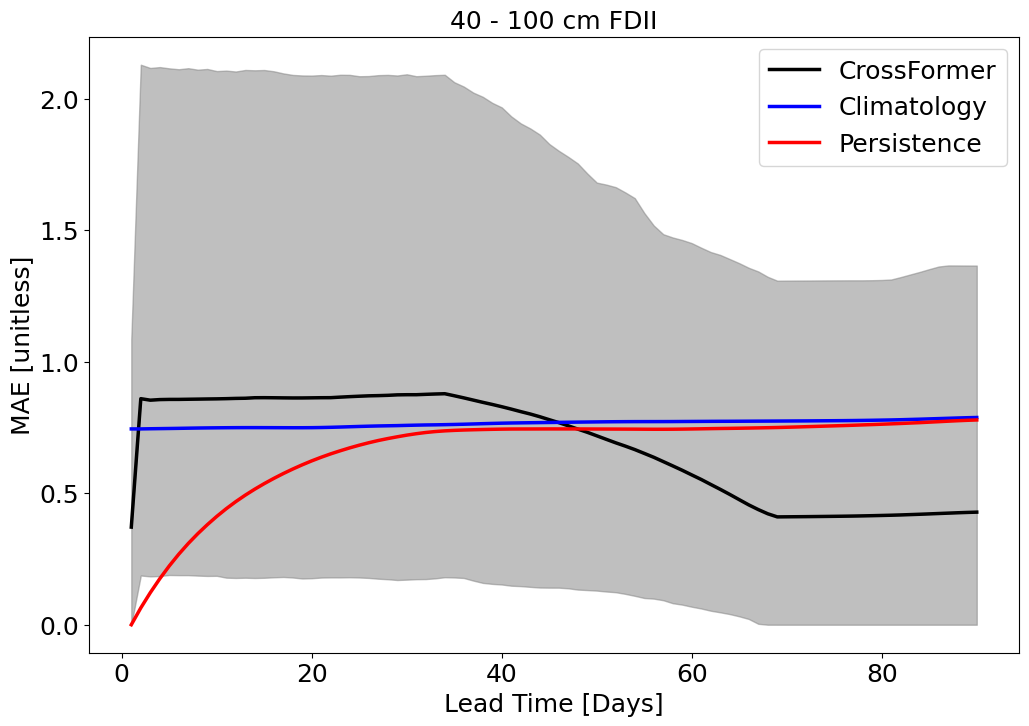 40 - 100 cm FDII
CrossFormer
Climatology
Persistence
MAE [unitless]
2.0
1.5
1.0
0.5
0.0
0 20 40 60 80
Lead Time [Days]